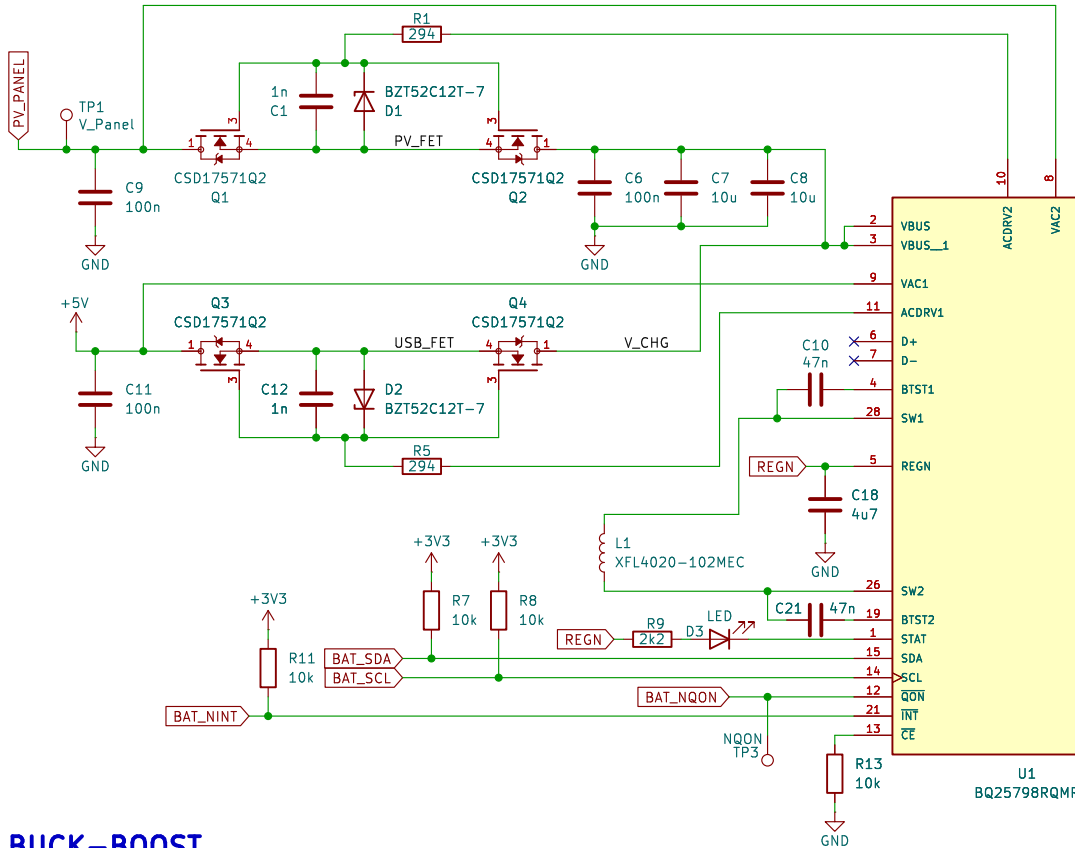 R1
294
PV_PANEL
TP1
V_Panel
1n
C1
BZT52C12T-7
D1
PV_FET
3
3
1
4
4
1
CSD17571Q2
Q1
CSD17571Q2
Q2
C9
100n
GND
C6
100n
C7
10u
C8
10u
GND
10
8
ACDRV2
VAC2
2
VBUS
3
VBUS__1
9
VAC1
11
ACDRV1
6
D+
7
D-
4
BTST1
28
SW1
5
REGN
+5V
Q3
CSD17571Q2
Q4
CSD17571Q2
1
4
USB_FET
4
1
V_CHG
3
3
C11
100n
GND
C12
1n
D2
BZT52C12T-7
R5
294
C10
47n
REGN
C18
4u7
GND
L1
XFL4020-102MEC
+3V3
+3V3
R7
10k
R8
10k
+3V3
R11
10k
C21
47n
REGN
R9
2k2
D3
LED
26
SW2
19
BTST2
1
STAT
BAT_SDA
15
SDA
BAT_SCL
14
SCL
BAT_NQON
12
QON
BAT_NINT
21
INT
13
CE
NQON
TP3
R13
10k
GND
U1
BUCK-BOOST